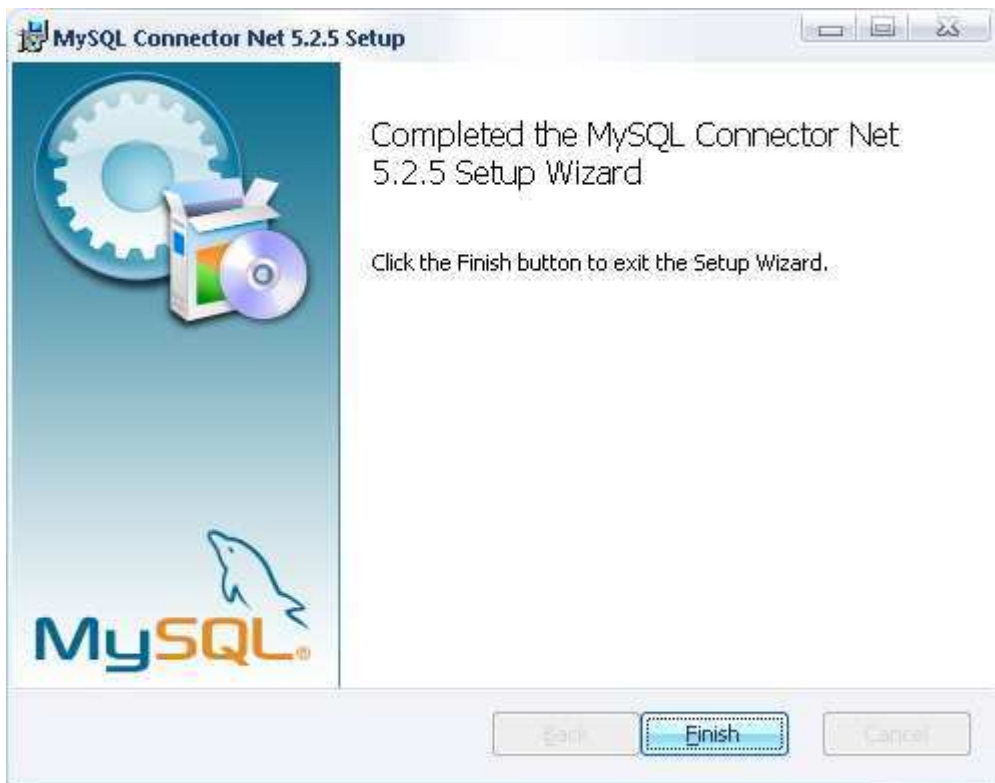 MySQL Connector Net 5.2.5 Setup
Completed the MySQL Connector Net
5.2.5 Setup Wizard
Click the Finish button to exit the Setup Wizard.
MySQL®
Back
Finish
Cancel